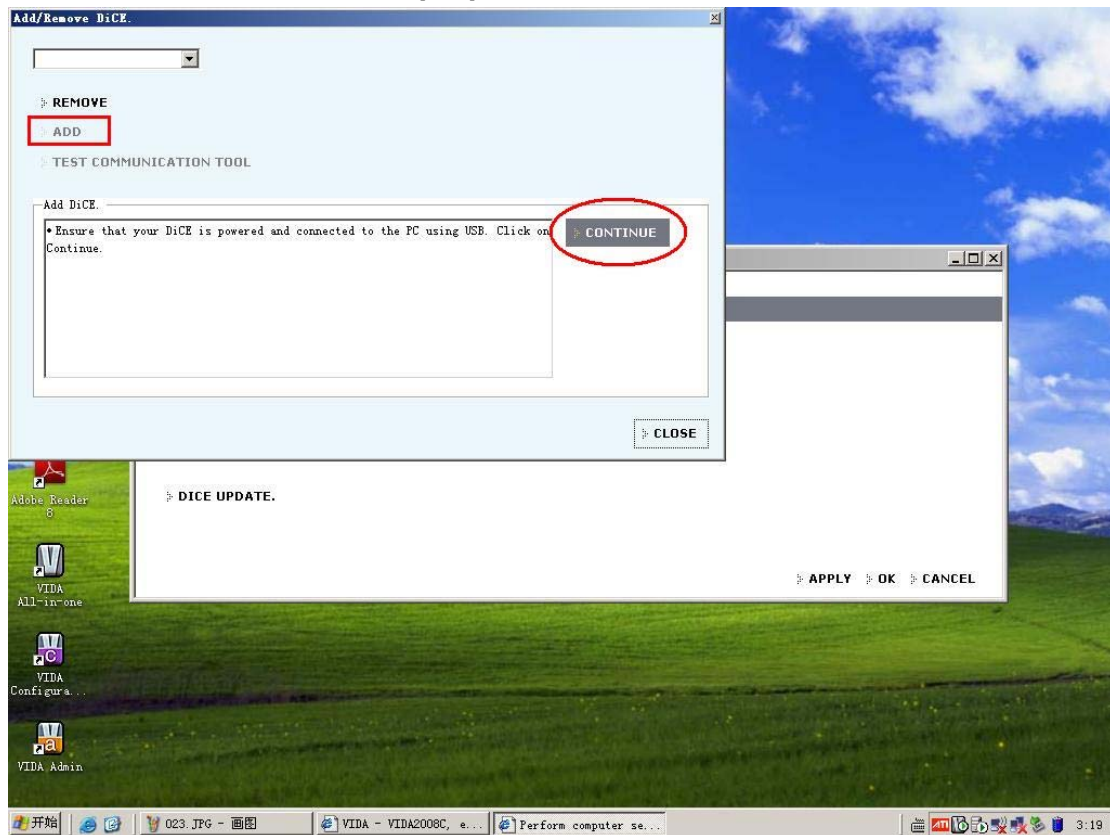 Add/Remove DiCE.
REMOVE
ADD
TEST COMMUNICATION TOOL
Add DiCE.
• Ensure that your DiCE is powered and connected to the PC using USB. Click on
Continue.
CONTINUE
CLOSE
Adobe Reader
8
DICE UPDATE.
VIDA
All-in-one
APPLY OK CANCEL
VIDA
Configura...
VIDA Admin
开始
023.JPG - 画图
VIDA - VIDA2008C, e...
Perform computer se...
3:19